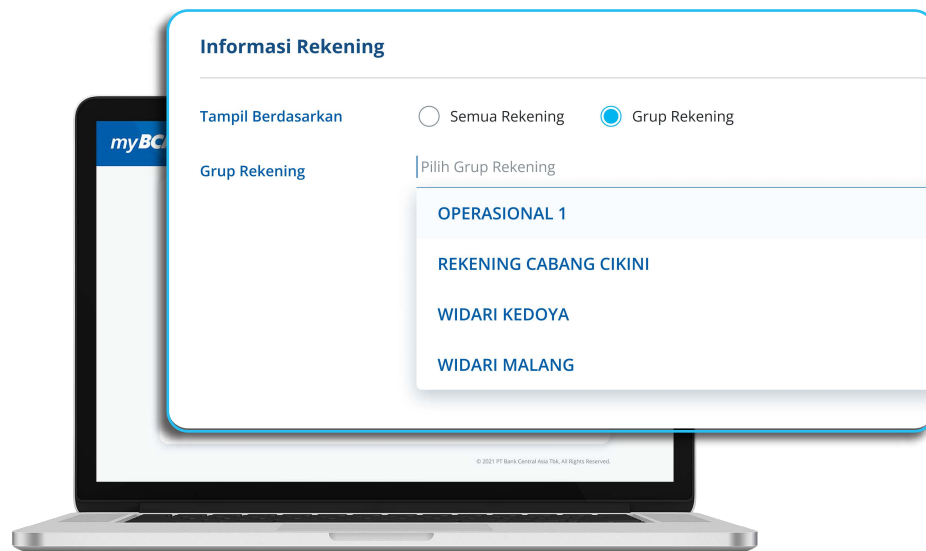 Informasi Rekening
Tampil Berdasarkan Semua Rekening Grup Rekening
myBCA
Grup Rekening Pilih Grup Rekening
OPERASIONAL 1
REKENING CABANG CIKINI
WIDARI KEDOYA
WIDARI MALANG
© 2021 PT Bank Central Asia Tbk, All Rights Reserved.